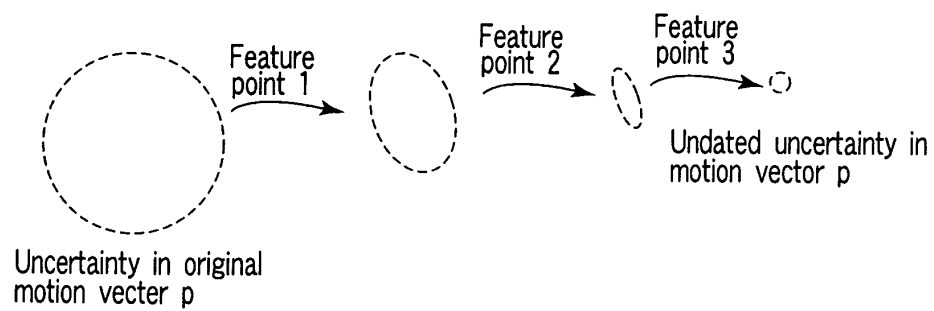 Feature
point 1
Feature
point 2
Feature
point 3
Undated uncertainty in
motion vector p
Uncertainty in original
motion vecter p